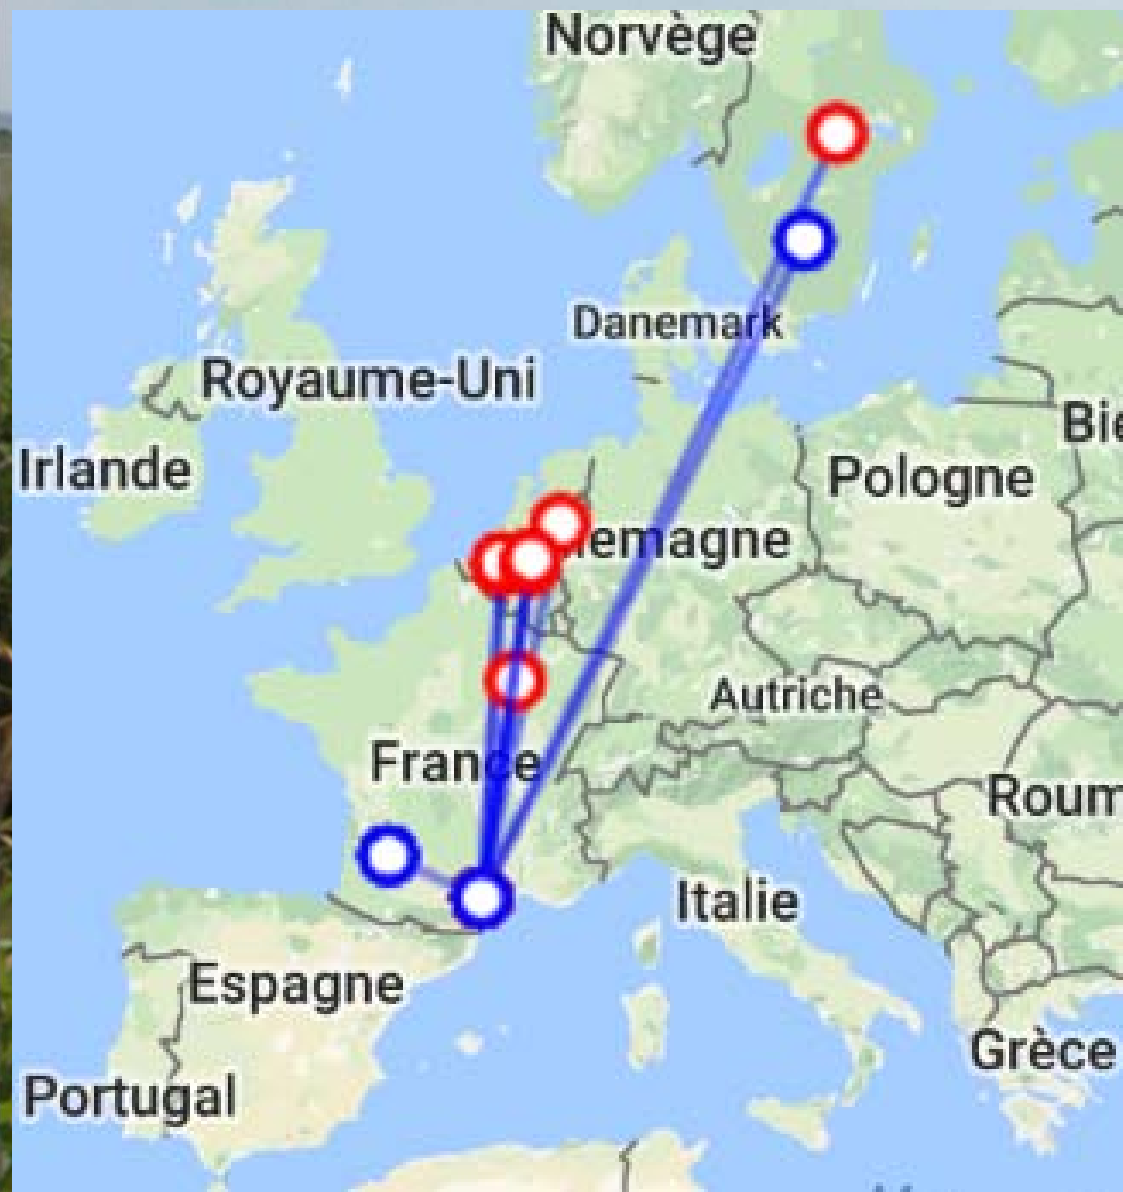 Norvège
Danemark
Royaume-Uni
Bie
Irlande
Pologne
lemagne
Autriche
France
Roum
Italie
Espagne
Grèce
Portugal